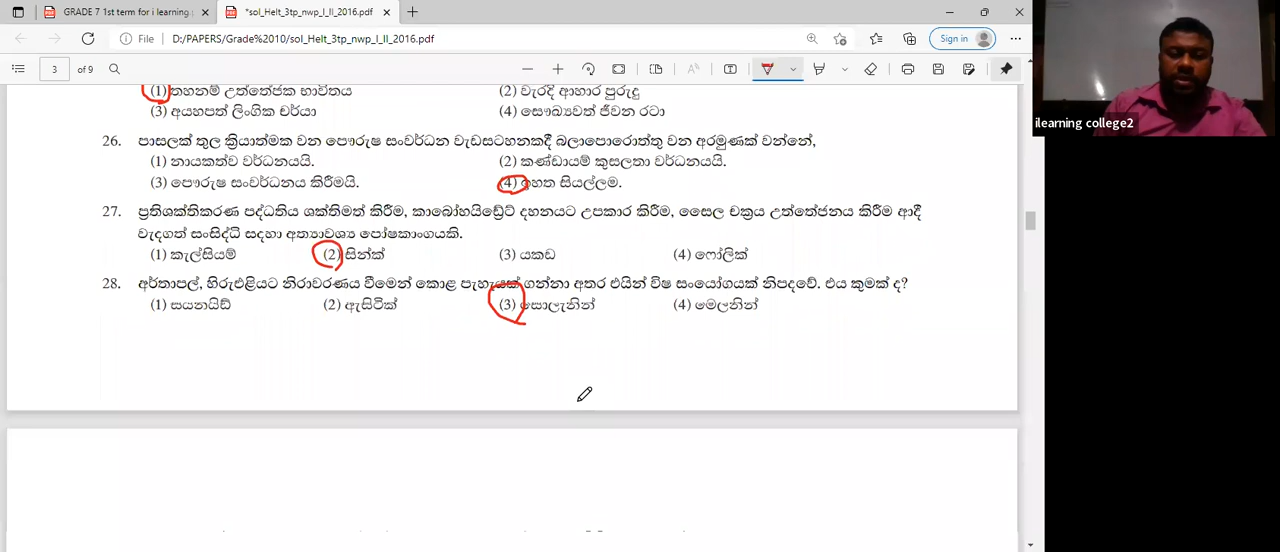 GRADE 7 1st term for i learning
*sol_Helt_3tp_nwp_I_II_2016.pdf
File D:/PAPERS/Grade%2010/sol_Helt_3tp_nwp_I_II_2016.pdf Sign in
3 of 9
(1) තහනම් උත්තේජක භාවිතය (2) වැරදි ආහාර පුරුදු
(3) අයහපත් ලිංගික චර්යා (4) සෞඛ්‍යවත් ජීවන රටා
26. පාසලක් තුල ක්‍රියාත්මක වන පෞරුෂ සංවර්ධන වැඩසටහනකදී බලාපොරොත්තු වන අරමුණක් වන්නේ,
(1) නායකත්ව වර්ධනයයි. (2) කණ්ඩායම් කුසලතා වර්ධනයයි.
(3) පෞරුෂ සංවර්ධනය කිරීමයි. (4) ඉහත සියල්ලම.
27. ප්‍රතිශක්තිකරණ පද්ධතිය ශක්තිමත් කිරීම, කාබෝහයිඩ්‍රේට් දහනයට උපකාර කිරීම, සෛල චක්‍රය උත්තේජනය කිරීම ආදී
වැදගත් සංසිද්ධි සඳහා අත්‍යාවශ්‍ය පෝෂකාංගයකි.
(1) කැල්සියම් (2) සින්ක් (3) යකඩ (4) ෆෝලික්
28. අර්තාපල්, හිරුඑළියට නිරාවරණය වීමෙන් කොළ පැහැයක් ගන්නා අතර එයින් විෂ සංයෝගයක් නිපදවේ. එය කුමක් ද?
(1) සයනයිඩ් (2) ඇසිටික් (3) සොලැනින් (4) මෙලනින්
ilearning college2